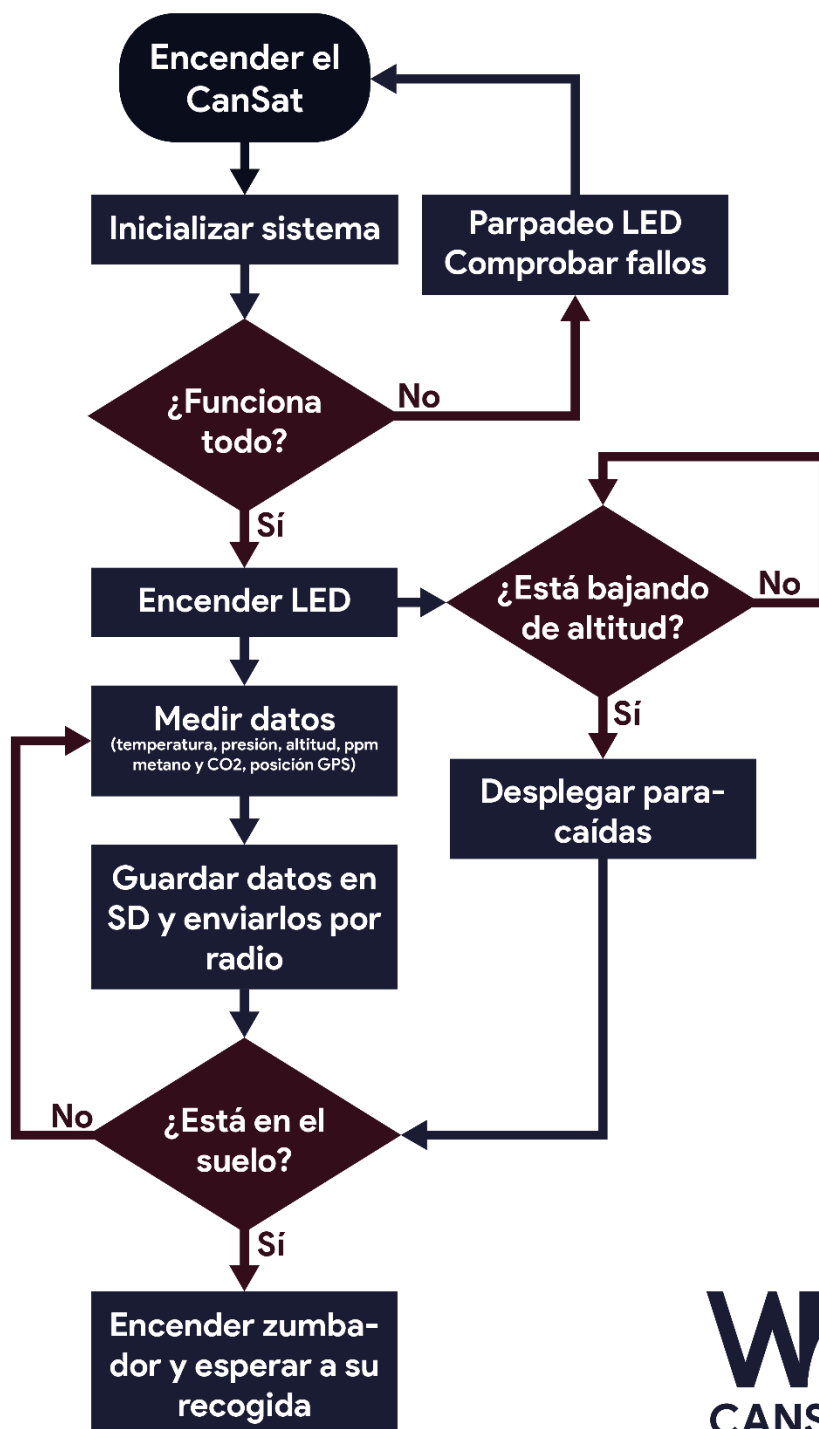 Encender el
CanSat
Inicializar sistema
Parpadeo LED
Comprobar fallos
¿Funciona
todo?
No
Sí
Encender LED
¿Está bajando
de altitud?
No
Sí
Medir datos
(temperatura, presión, altitud, ppm
metano y CO2, posición GPS)
Desplegar para-
caídas
Guardar datos en
SD y enviarlos por
radio
No
¿Está en el
suelo?
Sí
Encender zumba-
dor y esperar a su
recogida